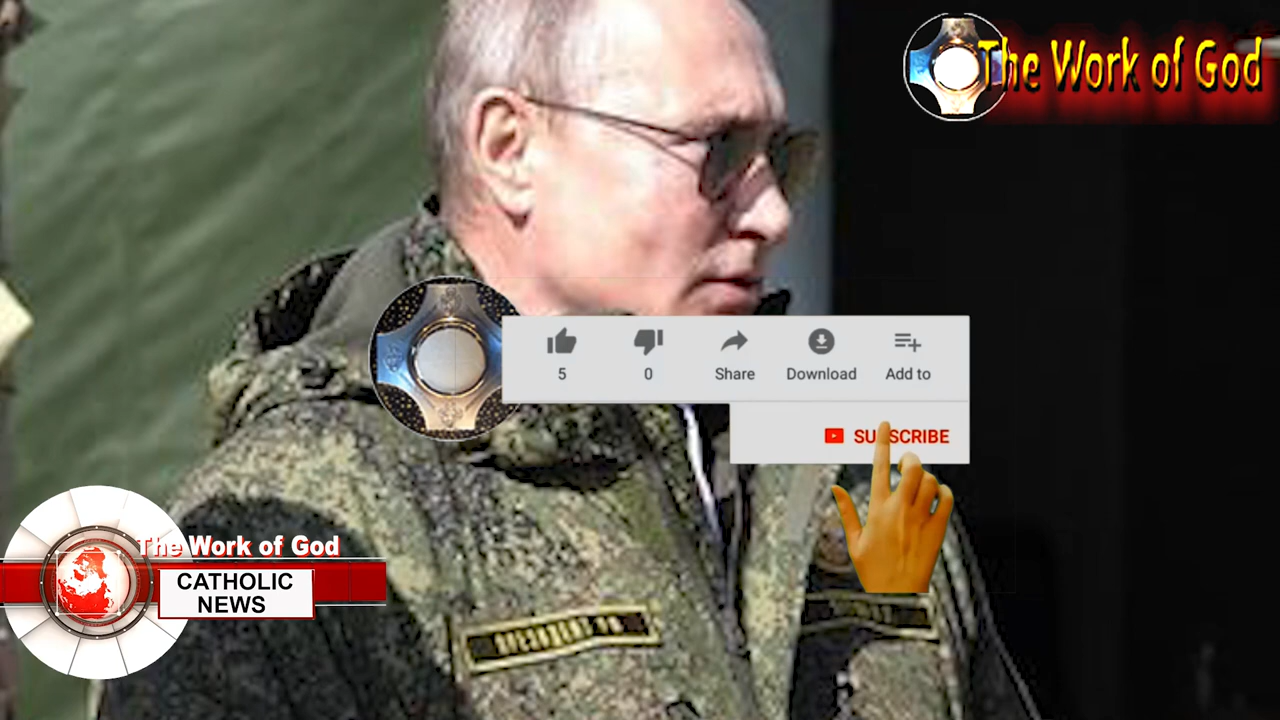 The Work of God
5
0
Share
Download
Add to
SUBSCRIBE
The Work of God
CATHOLIC
NEWS